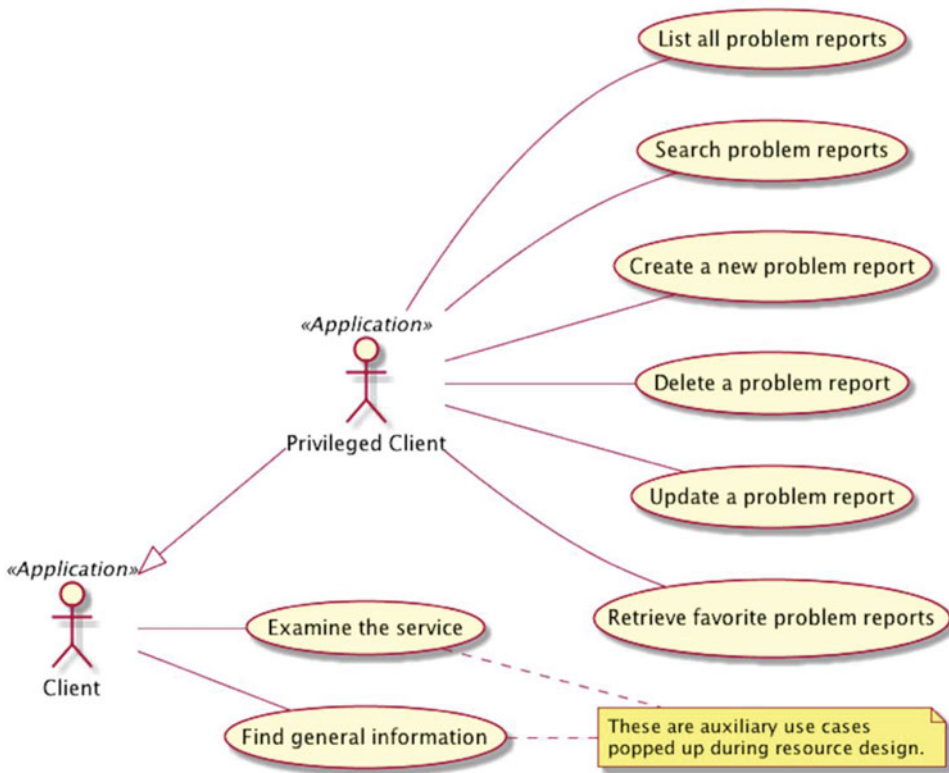 List all problem reports
Search problem reports
Create a new problem report
«Application»
Delete a problem report
Privileged Client
Update a problem report
«Application»
Retrieve favorite problem reports
Examine the service
Client
Find general information
These are auxiliary use cases
popped up during resource design.